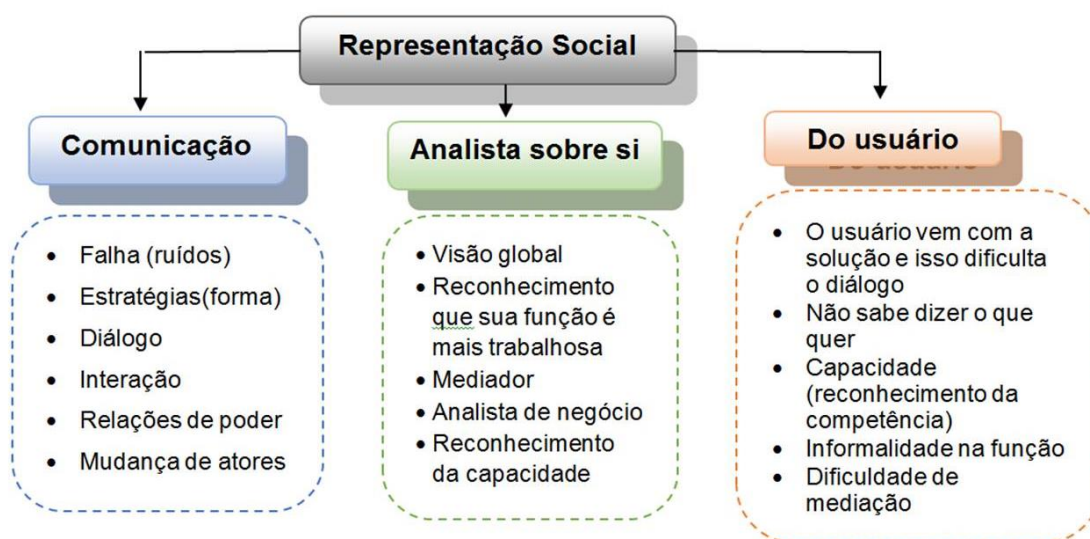 Representação Social
Comunicação
• Falha (ruídos)
• Estratégias(forma)
• Diálogo
• Interação
• Relações de poder
• Mudança de atores
Analista sobre si
• Visão global
• Reconhecimento
que sua função é
mais trabalhosa
• Mediador
• Analista de negócio
• Reconhecimento
da capacidade
Do usuário
• O usuário vem com a
solução e isso dificulta
o diálogo
• Não sabe dizer o que
quer
• Capacidade
(reconhecimento da
competência)
• Informalidade na função
• Dificuldade de
mediação